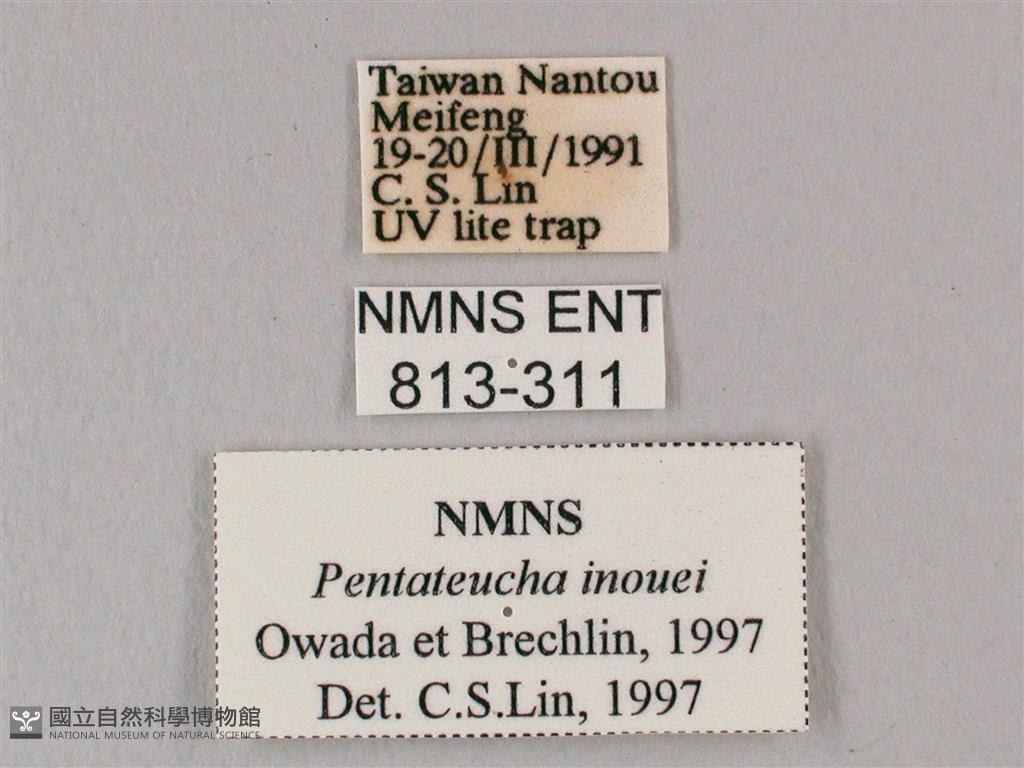 Taiwan Nantou
Meifeng
19-20/III/1991
C. S. Lin
UV lite trap
NMNS ENT
813-311
NMNS
Pentateucha inouei
Owada et Brechlin, 1997
Det. C.S.Lin, 1997
國立自然科學博物館
NATIONAL MUSEUM OF NATURAL SCIENCE